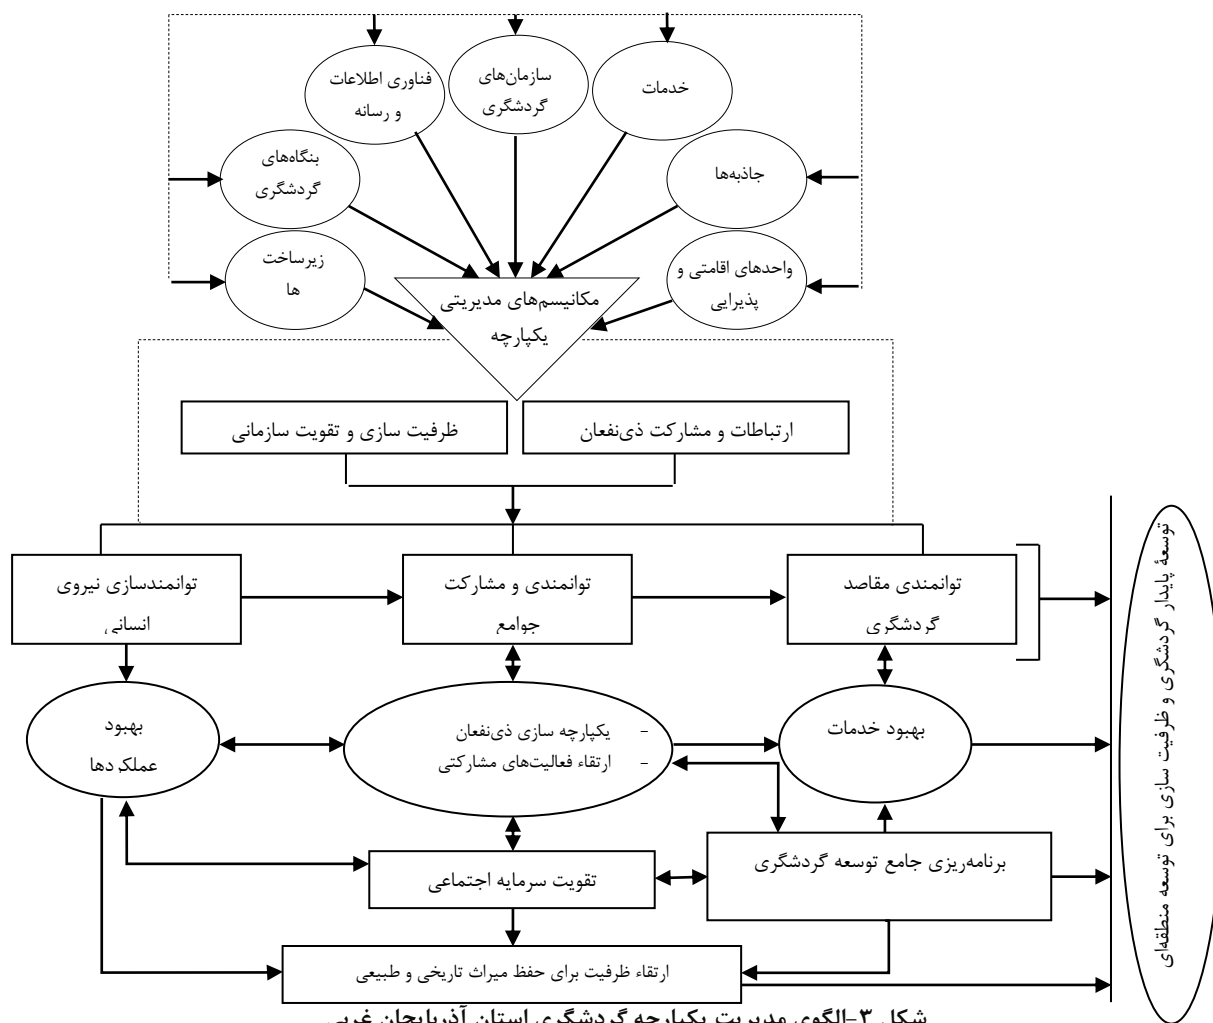 خدمات
سازمان‌های
گردشگری
فناوری اطلاعات
و رسانه
جاذبه‌ها
بنگاه‌های
گردشگری
واحدهای اقامتی و
پذیرایی
زیرساخت
ها
مکانیسم‌های مدیریتی
یکپارچه
ارتباطات و مشارکت ذی‌نفعان
ظرفیت سازی و تقویت سازمانی
توانمندی مقاصد
گردشگری
توانمندی و مشارکت
جوامع
توانمندسازی نیروی
انسانی
بهبود خدمات
- یکپارچه سازی ذی‌نفعان
- ارتقاء فعالیت‌های مشارکتی
بهبود
عملکردها
برنامه‌ریزی جامع توسعه گردشگری
تقویت سرمایه اجتماعی
ارتقاء ظرفیت برای حفظ میراث تاریخی و طبیعی
توسعۀ پایدار گردشگری و ظرفیت سازی برای توسعه منطقه‌ای
شکل ۳-الگوی مدیریت یکپارچه گردشگری استان آذربایجان غربی